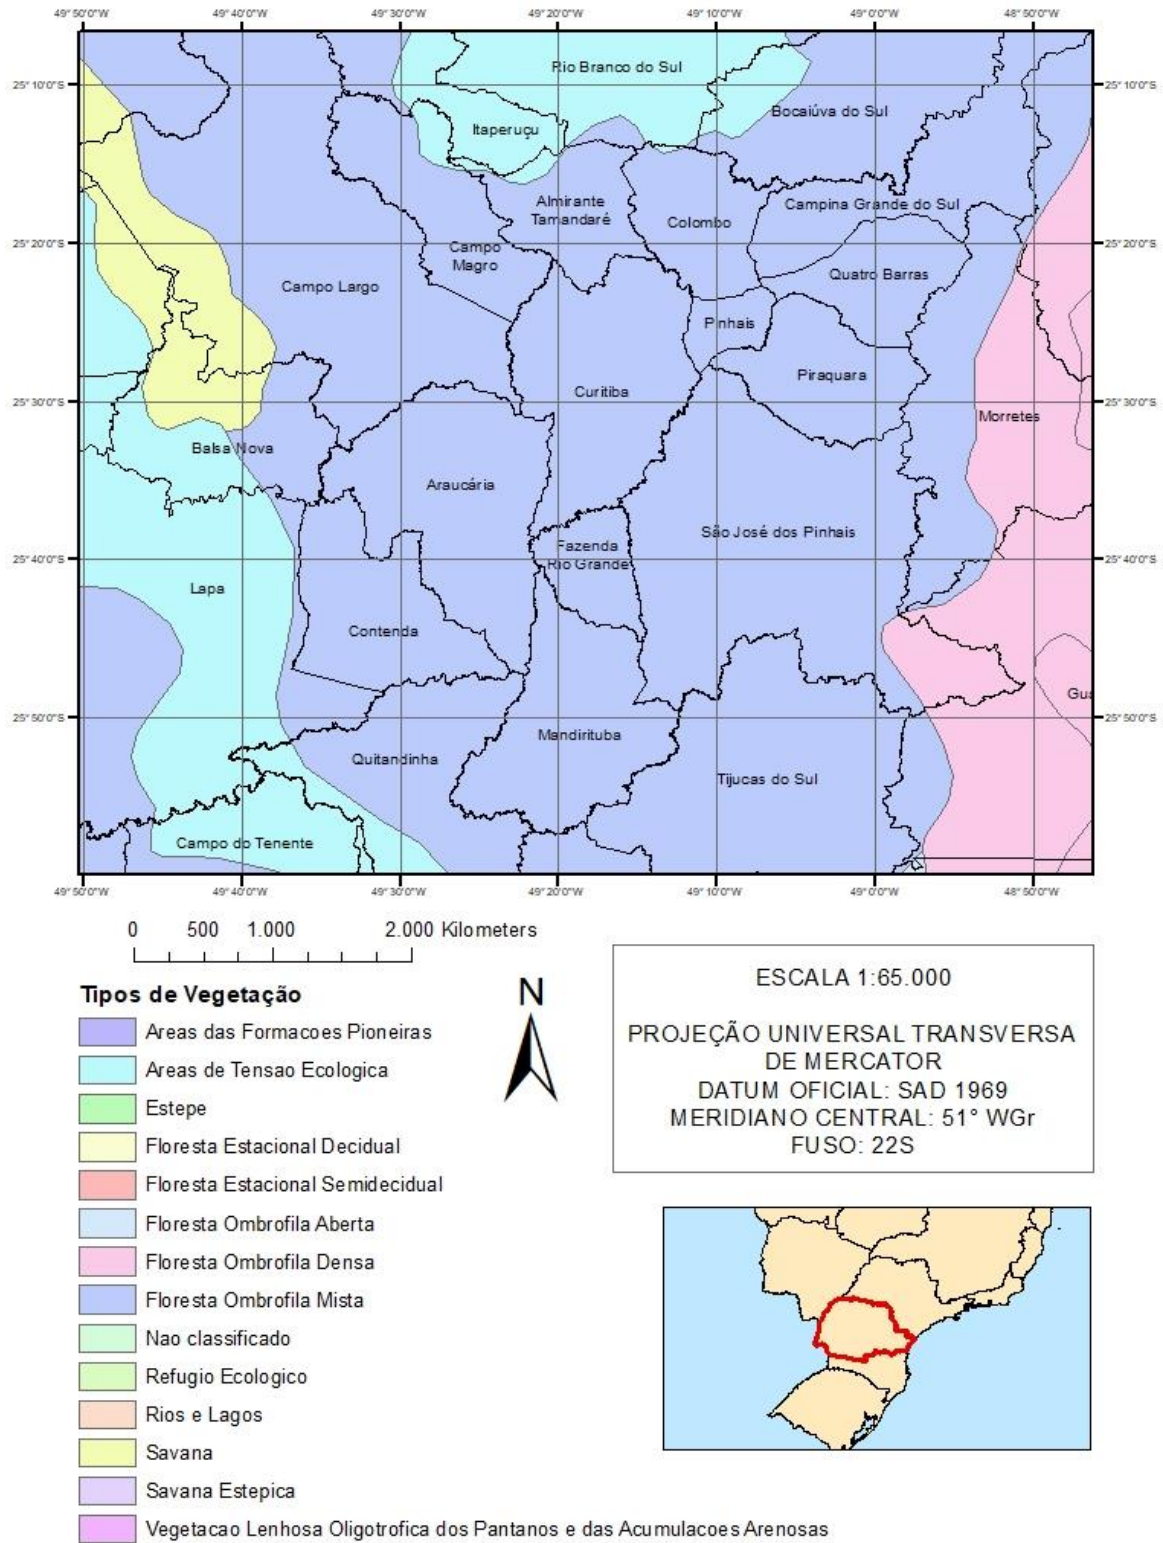 49°50'0"W 49°40'0"W 49°30'0"W 49°20'0"W 49°10'0"W 49°0'0"W 48°50'0"W
Rio Branco do Sul
25°10'0"S 25°10'0"S
Bocaiúva do Sul
Itaperuçu
Almirante
Tamandaré
Campina Grande do Sul
Colombo
25°20'0"S 25°20'0"S
Campo
Magro
Quatro Barras
Campo Largo
Pinhais
Piraquara
Curitiba
25°30'0"S 25°30'0"S
Morretes
Balsa Nova
Araucária
São José dos Pinhais
Fazenda
Rio Grande
25°40'0"S 25°40'0"S
Lapa
Contenda
Gua
25°50'0"S 25°50'0"S
Mandirituba
Quitandinha
Tijucas do Sul
Campo do Tenente
49°50'0"W 49°40'0"W 49°30'0"W 49°20'0"W 49°10'0"W 49°0'0"W 48°50'0"W
0 500 1.000 2.000 Kilometers
N
ESCALA 1:65.000
PROJEÇÃO UNIVERSAL TRANSVERSA
DE MERCATOR
DATUM OFICIAL: SAD 1969
MERIDIANO CENTRAL: 51° WGr
FUSO: 22S
Tipos de Vegetação
Areas das Formacoes Pioneiras
Areas de Tensao Ecologica
Estepe
Floresta Estacional Decidual
Floresta Estacional Semidecidual
Floresta Ombrofila Aberta
Floresta Ombrofila Densa
Floresta Ombrofila Mista
Nao classificado
Refugio Ecologico
Rios e Lagos
Savana
Savana Estepica
Vegetacao Lenhosa Oligotrofica dos Pantanos e das Acumulacoes Arenosas